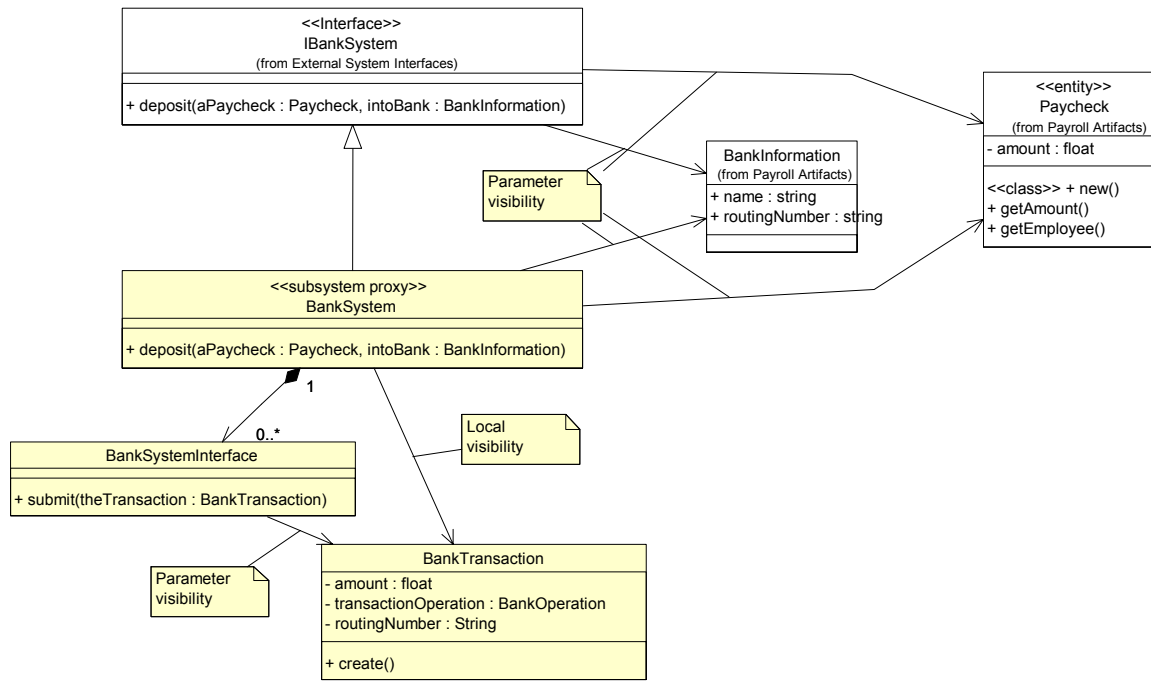 <<Interface>>
IBankSystem
(from External System Interfaces)
+ deposit(aPaycheck : Paycheck, intoBank : BankInformation)
<<entity>>
Paycheck
(from Payroll Artifacts)
- amount : float
<<class>> + new()
+ getAmount()
+ getEmployee()
BankInformation
(from Payroll Artifacts)
+ name : string
+ routingNumber : string
Parameter
visibility
<<subsystem proxy>>
BankSystem
+ deposit(aPaycheck : Paycheck, intoBank : BankInformation)
1
0..*
Local
visibility
BankSystemInterface
+ submit(theTransaction : BankTransaction)
Parameter
visibility
BankTransaction
- amount : float
- transactionOperation : BankOperation
- routingNumber : String
+ create()